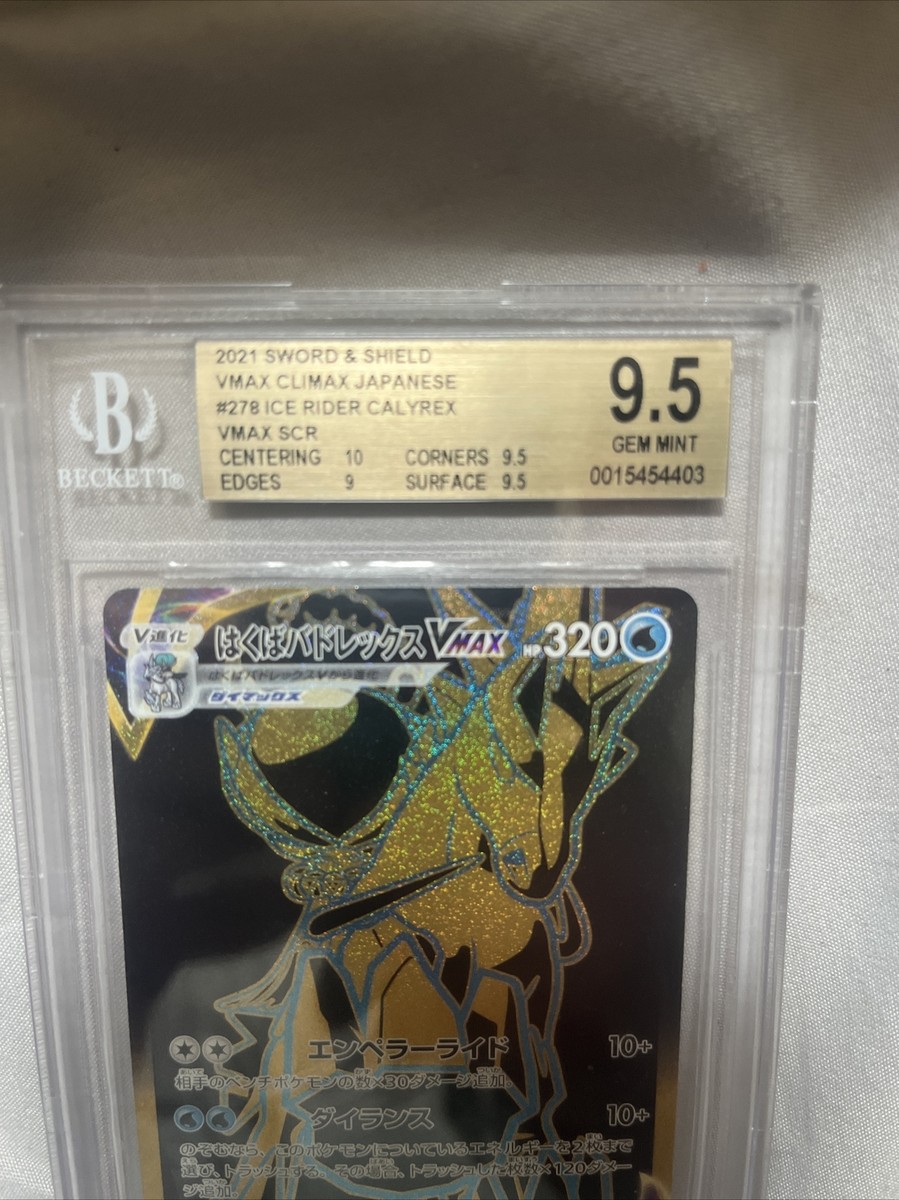 2021 SWORD & SHIELD
VMAX CLIMAX JAPANESE
#278 ICE RIDER CALYREX
VMAX SCR
CENTERING 10 CORNERS 9.5
EDGES 9 SURFACE 9.5
9.5
GEM MINT
0015454403
B
BECKETT®
V進化
はくばバドレックスVMAX HP320
はくばバドレックスVから進化
ダイマックス
エンペラーライド 10+
相手のベンチポケモンの数×30ダメージ追加。
ダイランス 10+
のぞむなら、このポケモンについているエネルギーを2枚まで
選び、トラッシュする。その場合、トラッシュした枚数×120ダメー
ジ追加。